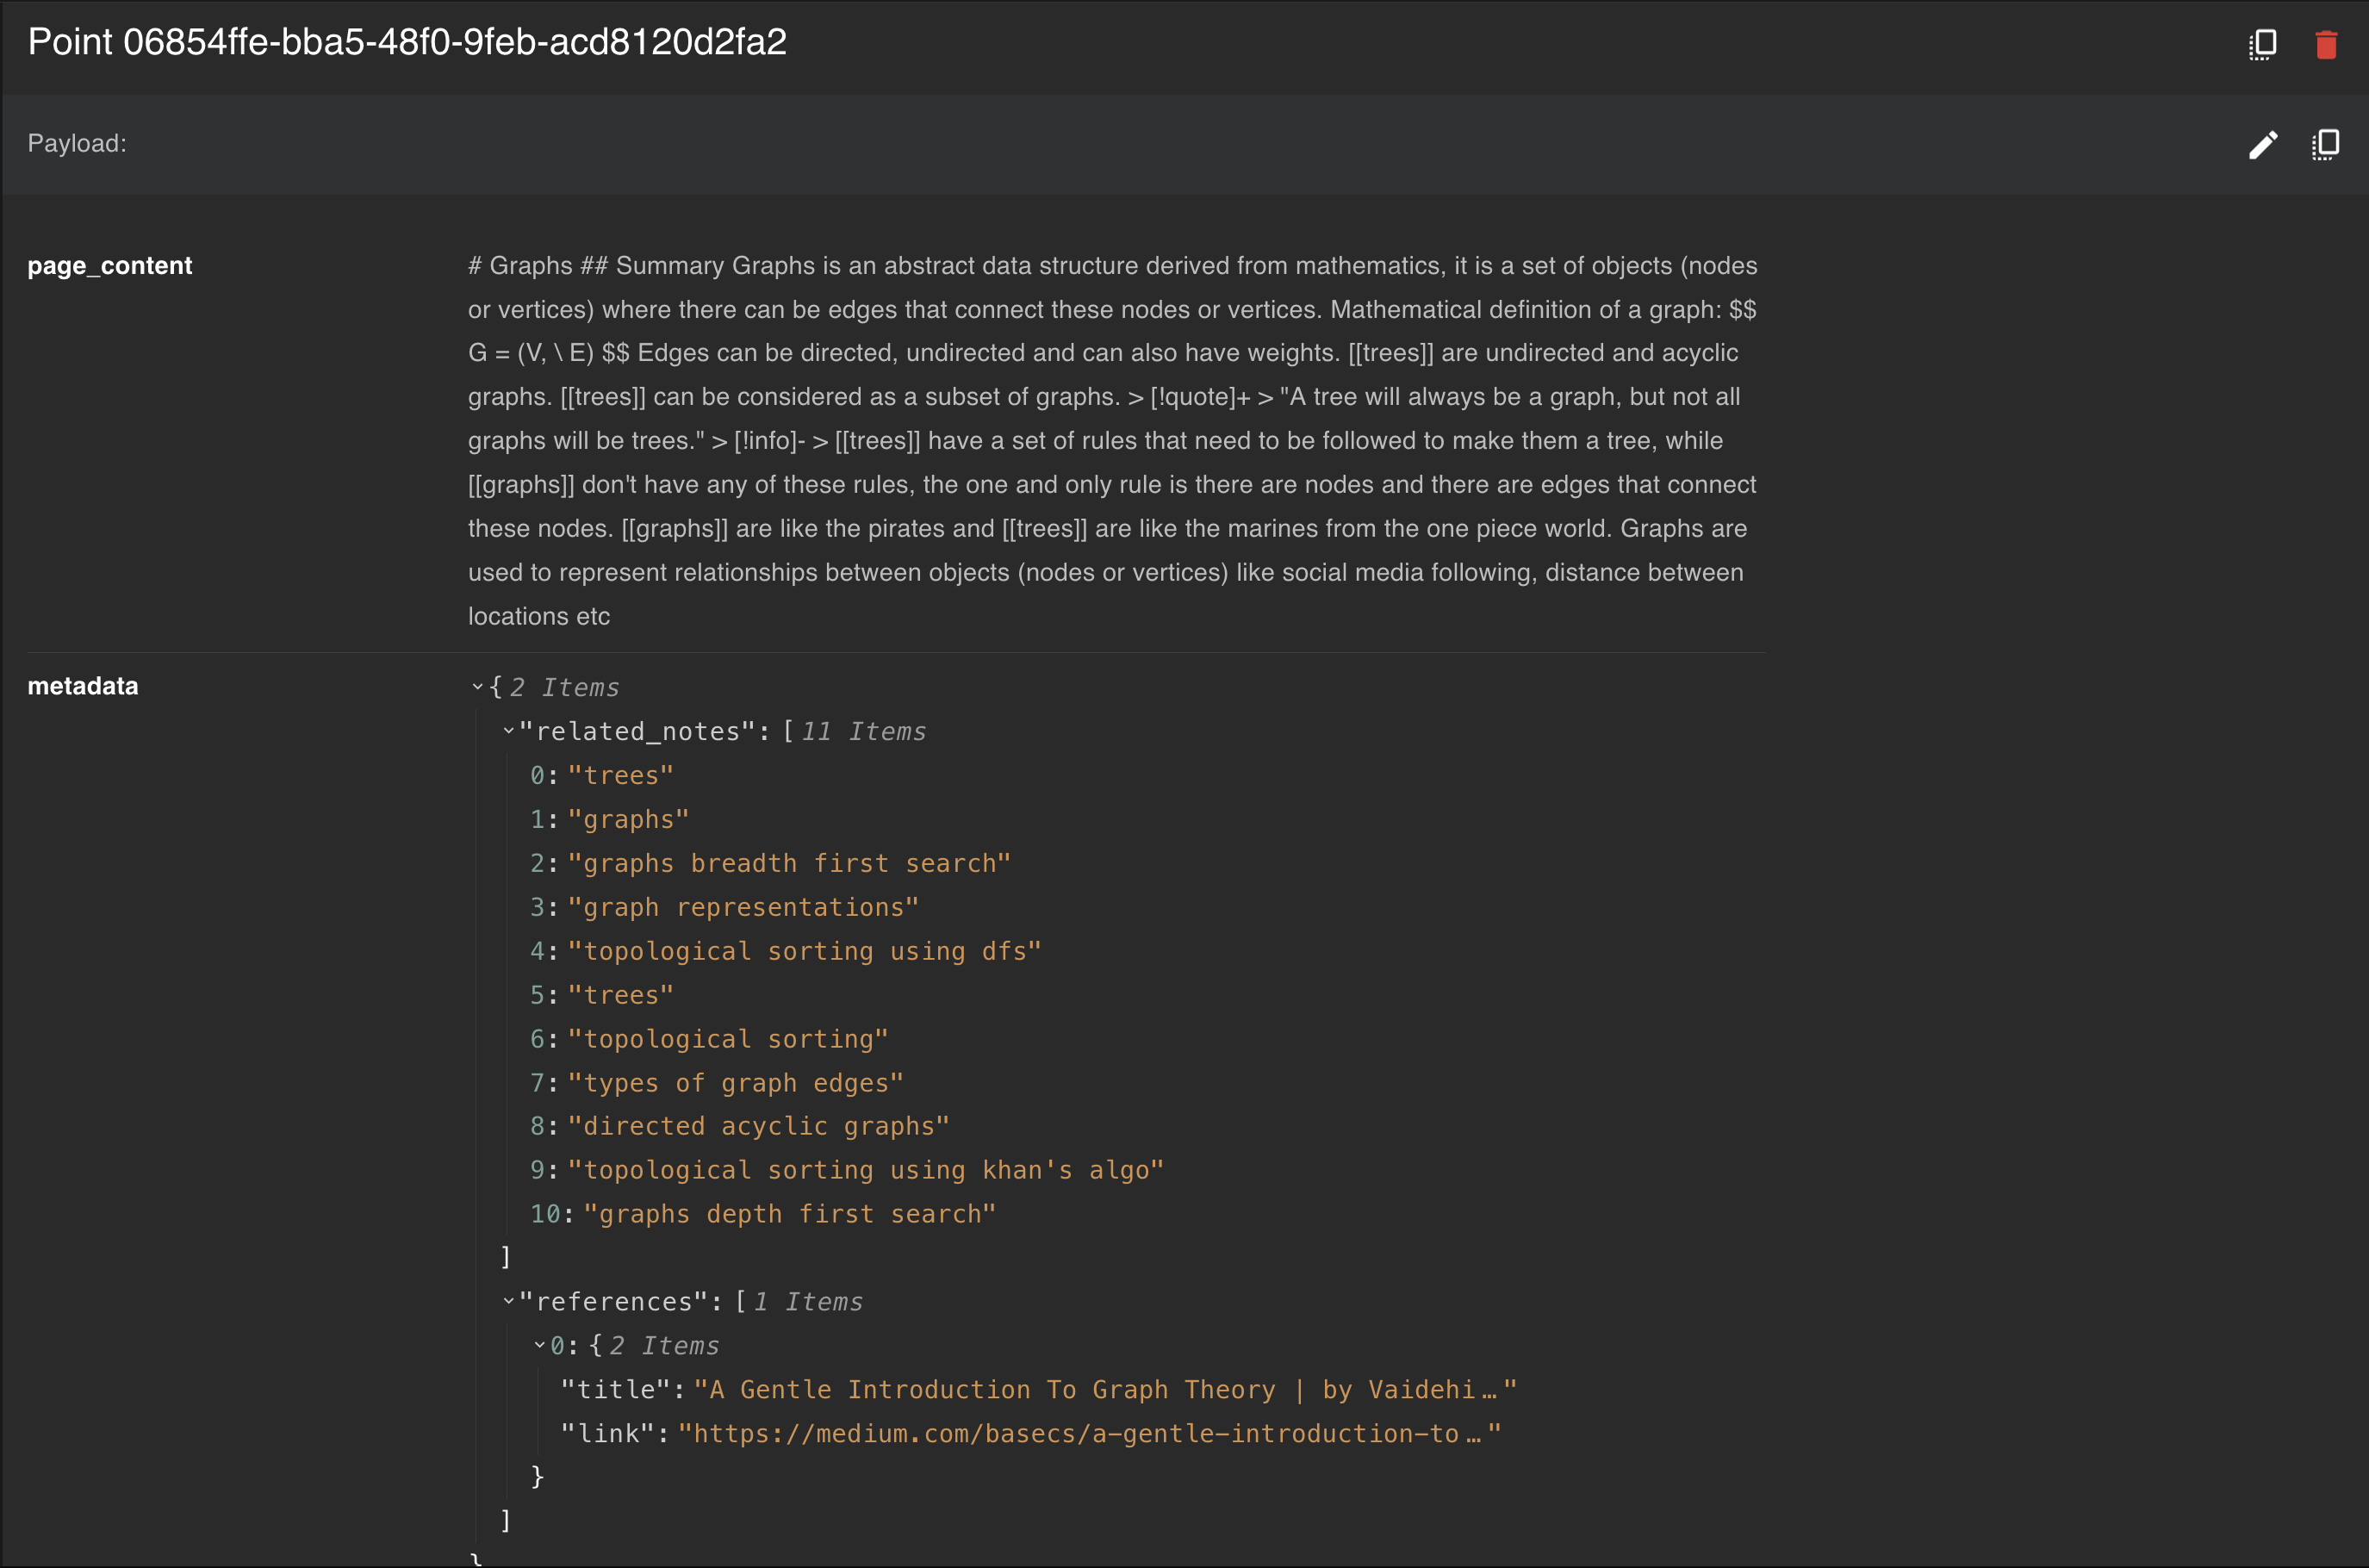 Point 06854ffe-bba5-48f0-9feb-acd8120d2fa2
Payload:
page_content
# Graphs ## Summary Graphs is an abstract data structure derived from mathematics, it is a set of objects (nodes
or vertices) where there can be edges that connect these nodes or vertices. Mathematical definition of a graph: $$
G = (V, \ E) $$ Edges can be directed, undirected and can also have weights. [[trees]] are undirected and acyclic
graphs. [[trees]] can be considered as a subset of graphs. > [!quote]+ > "A tree will always be a graph, but not all
graphs will be trees." > [!info]- > [[trees]] have a set of rules that need to be followed to make them a tree, while
[[graphs]] don't have any of these rules, the one and only rule is there are nodes and there are edges that connect
these nodes. [[graphs]] are like the pirates and [[trees]] are like the marines from the one piece world. Graphs are
used to represent relationships between objects (nodes or vertices) like social media following, distance between
locations etc
metadata
{ 2 Items
"related_notes": [ 11 Items
0: "trees"
1: "graphs"
2: "graphs breadth first search"
3: "graph representations"
4: "topological sorting using dfs"
5: "trees"
6: "topological sorting"
7: "types of graph edges"
8: "directed acyclic graphs"
9: "topological sorting using khan's algo"
10: "graphs depth first search"
]
"references": [ 1 Items
0: { 2 Items
"title": "A Gentle Introduction To Graph Theory | by Vaidehi…"
"link": "https://medium.com/basecs/a-gentle-introduction-to…"
}
]
}